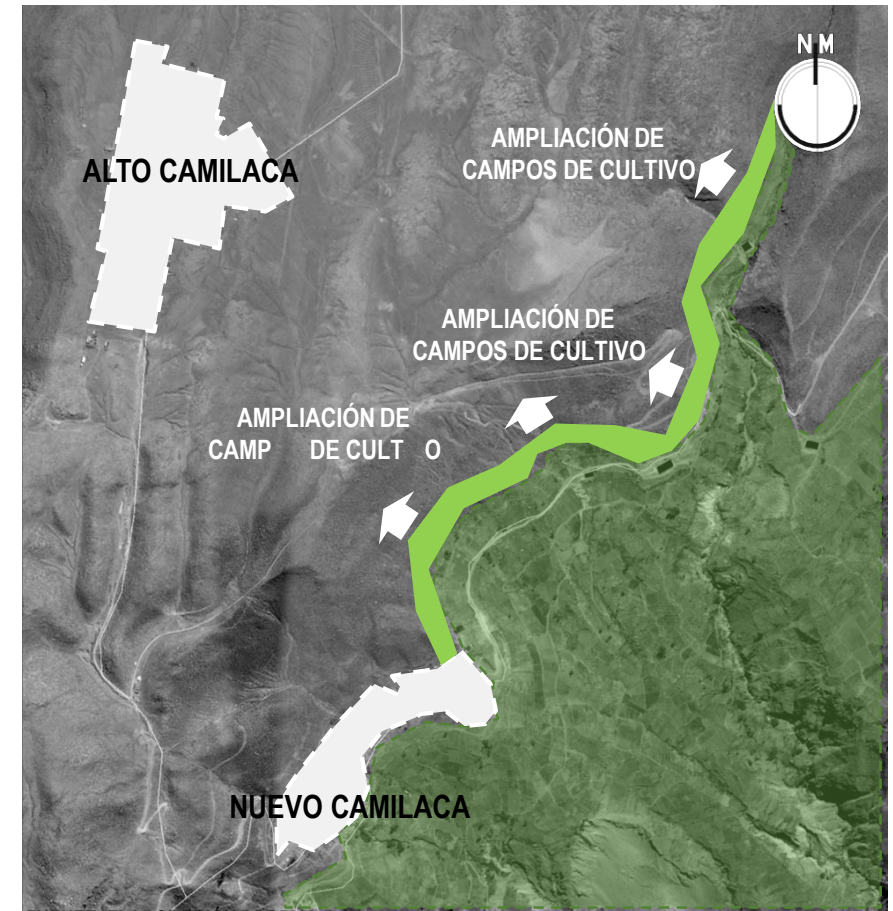 NM
AMPLIACIÓN DE
CAMPOS DE CULTIVO
ALTO CAMILACA
AMPLIACIÓN DE
CAMPOS DE CULTIVO
AMPLIACIÓN DE
CAMP DE CULT O
NUEVO CAMILACA